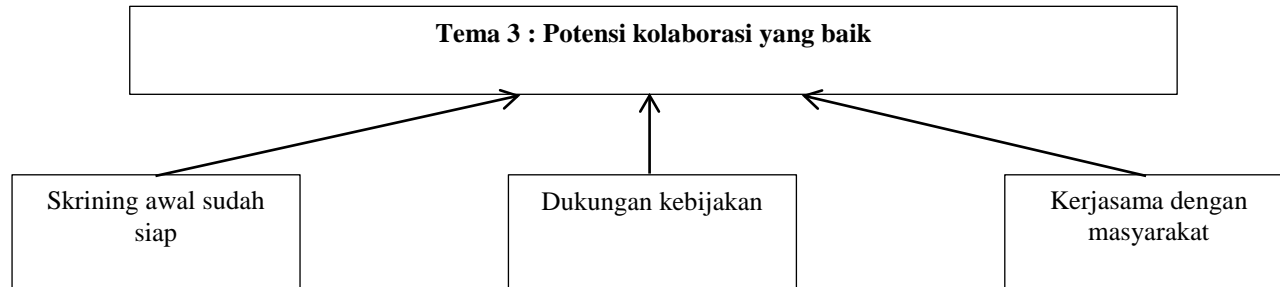 Tema 3 : Potensi kolaborasi yang baik
Skrining awal sudah
siap
Dukungan kebijakan
Kerjasama dengan
masyarakat